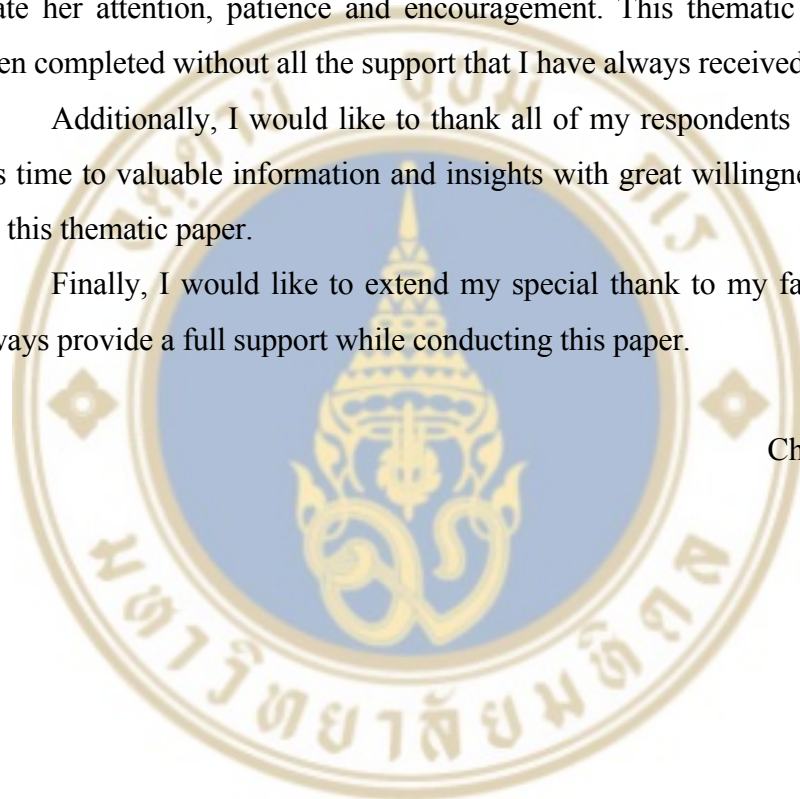 ate her attention, patience and encouragement. This thematic
en completed without all the support that I have always received
Additionally, I would like to thank all of my respondents
s time to valuable information and insights with great willingne
this thematic paper.
Finally, I would like to extend my special thank to my fa
ways provide a full support while conducting this paper.
Ch
มหาวิทยาลัยมหิดล